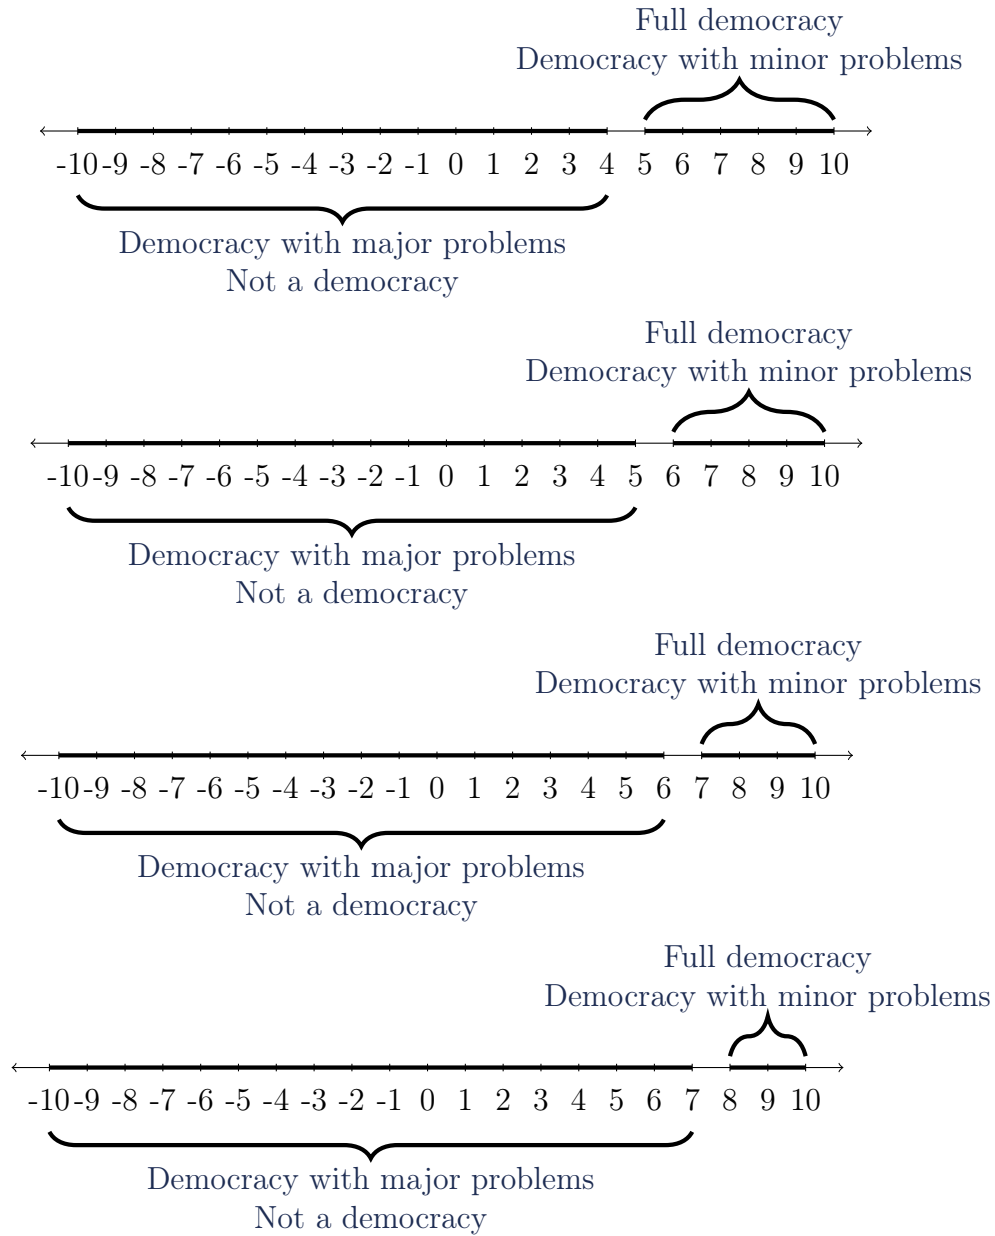 Full democracy
Democracy with minor problems
-10 -9 -8 -7 -6 -5 -4 -3 -2 -1 0 1 2 3 4 5 6 7 8 9 10
Democracy with major problems
Not a democracy
Full democracy
Democracy with minor problems
-10 -9 -8 -7 -6 -5 -4 -3 -2 -1 0 1 2 3 4 5 6 7 8 9 10
Democracy with major problems
Not a democracy
Full democracy
Democracy with minor problems
-10 -9 -8 -7 -6 -5 -4 -3 -2 -1 0 1 2 3 4 5 6 7 8 9 10
Democracy with major problems
Not a democracy
Full democracy
Democracy with minor problems
-10 -9 -8 -7 -6 -5 -4 -3 -2 -1 0 1 2 3 4 5 6 7 8 9 10
Democracy with major problems
Not a democracy